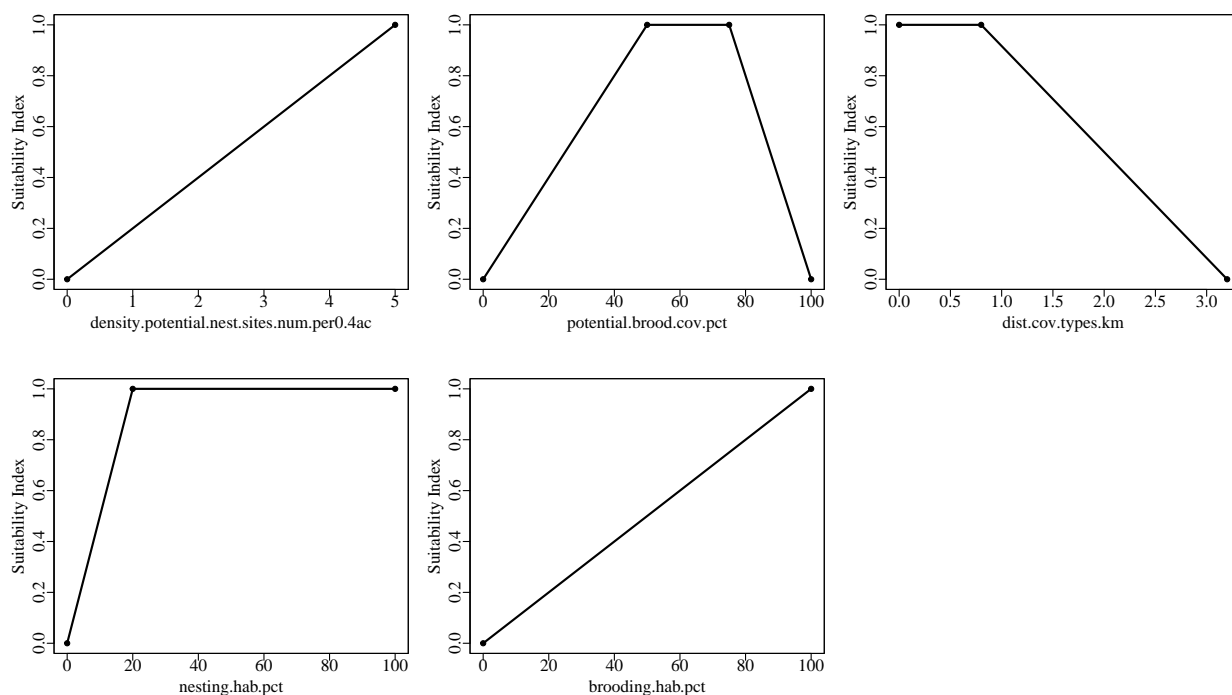 Suitability Index
0.0 0.2 0.4 0.6 0.8 1.0
0 1 2 3 4 5
density.potential.nest.sites.num.per0.4ac
Suitability Index
0.0 0.2 0.4 0.6 0.8 1.0
0 20 40 60 80 100
potential.brood.cov.pct
Suitability Index
0.0 0.2 0.4 0.6 0.8 1.0
0.0 0.5 1.0 1.5 2.0 2.5 3.0
dist.cov.types.km
Suitability Index
0.0 0.2 0.4 0.6 0.8 1.0
0 20 40 60 80 100
nesting.hab.pct
Suitability Index
0.0 0.2 0.4 0.6 0.8 1.0
0 20 40 60 80 100
brooding.hab.pct